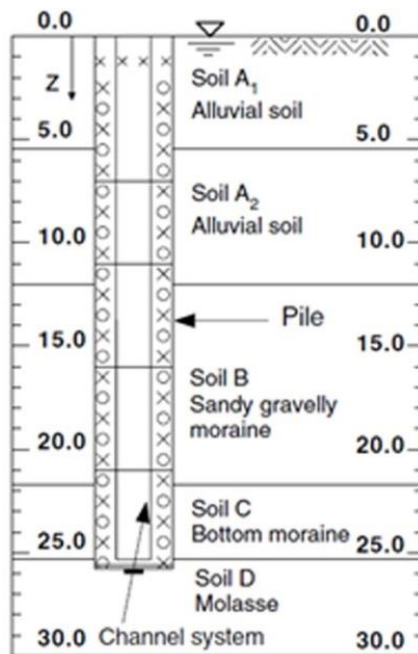 0.0 0.0
z
Soil A1
Alluvial soil
5.0 5.0
Soil A2
Alluvial soil
10.0 10.0
Pile
15.0 15.0
Soil B
Sandy gravelly
moraine
20.0 20.0
Soil C
Bottom moraine
25.0 25.0
Soil D
Molasse
Channel system
30.0 30.0